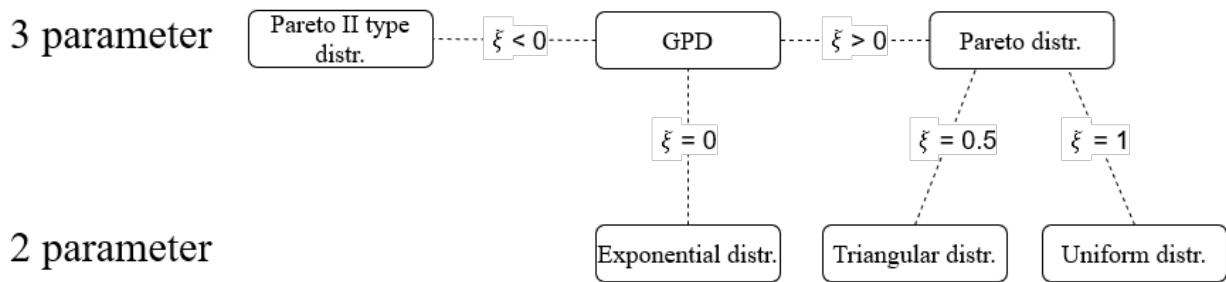 3 parameter
Pareto II type
distr.
ξ < 0
GPD
ξ > 0
Pareto distr.
ξ = 0
ξ = 0.5
ξ = 1
2 parameter
Exponential distr.
Triangular distr.
Uniform distr.